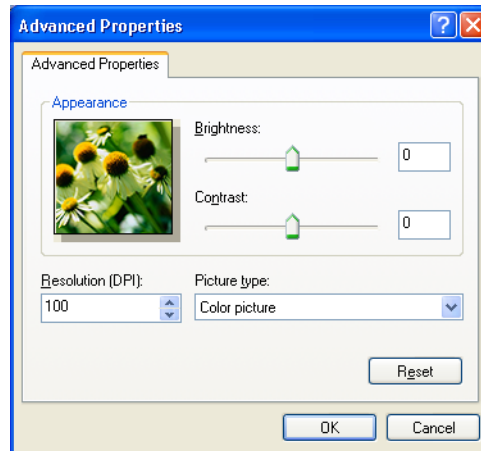 Advanced Properties
Advanced Properties
Appearance
Brightness:
0
Contrast:
0
Resolution (DPI):
Picture type:
100
Color picture
Reset
OK
Cancel